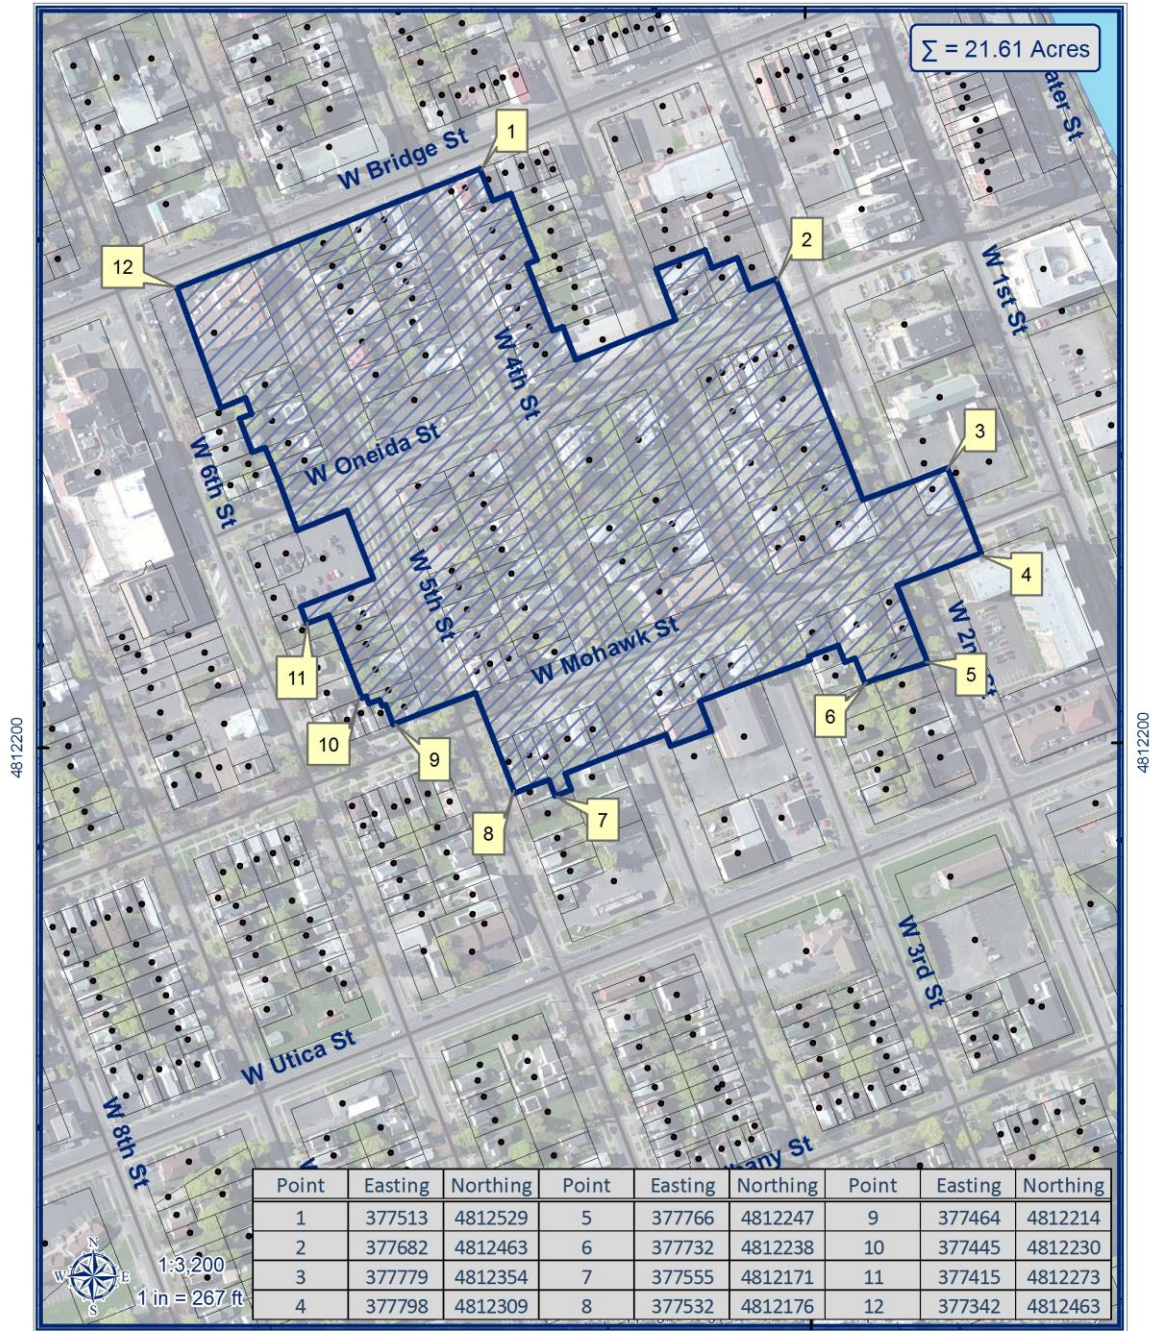 ∑ = 21.61 Acres
ater St
1
W Bridge St
2
12
W 1st St
W 4th St
3
W Oneida St
W 6th St
W 5th St
4
W 2nd St
W Mohawk St
11
5
6
10
9
4812200
4812200
8
7
W 3rd St
W Utica St
W 8th St
W
bany St
Point Easting Northing Point Easting Northing Point Easting Northing
1 377513 4812529 5 377766 4812247 9 377464 4812214
2 377682 4812463 6 377732 4812238 10 377445 4812230
3 377779 4812354 7 377555 4812171 11 377415 4812273
4 377798 4812309 8 377532 4812176 12 377342 4812463
N
W E
S
1:3,200
1 in = 267 ft